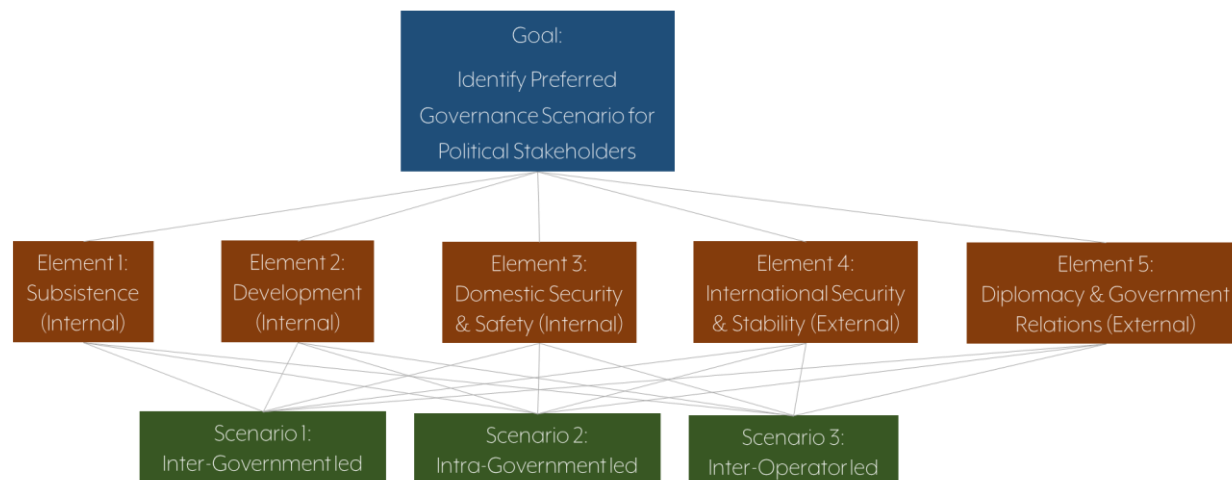 Goal:
Identify Preferred
Governance Scenario for
Political Stakeholders
Element 1:
Subsistence
(Internal)
Element 2:
Development
(Internal)
Element 3:
Domestic Security
& Safety (Internal)
Element 4:
International Security
& Stability (External)
Element 5:
Diplomacy & Government
Relations (External)
Scenario 1:
Inter-Government led
Scenario 2:
Intra-Government led
Scenario 3:
Inter-Operator led